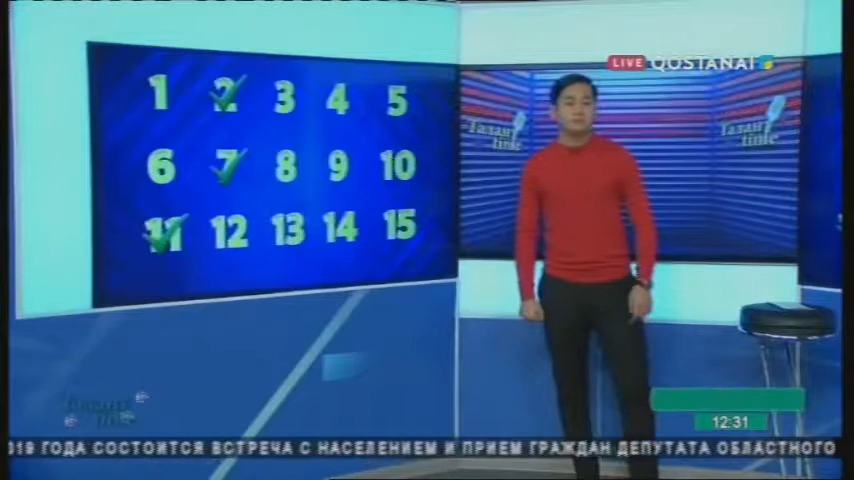 LIVE QOSTANAI
1 2 3 4 5
6 7 8 9 10
11 12 13 14 15
Талант time
Талант time
12:31
019 ГОДА СОСТОИТСЯ ВСТРЕЧА С НАСЕЛЕНИЕМ И ПРИЕМ ГРАЖДАН ДЕПУТАТА ОБЛАСТНОГО